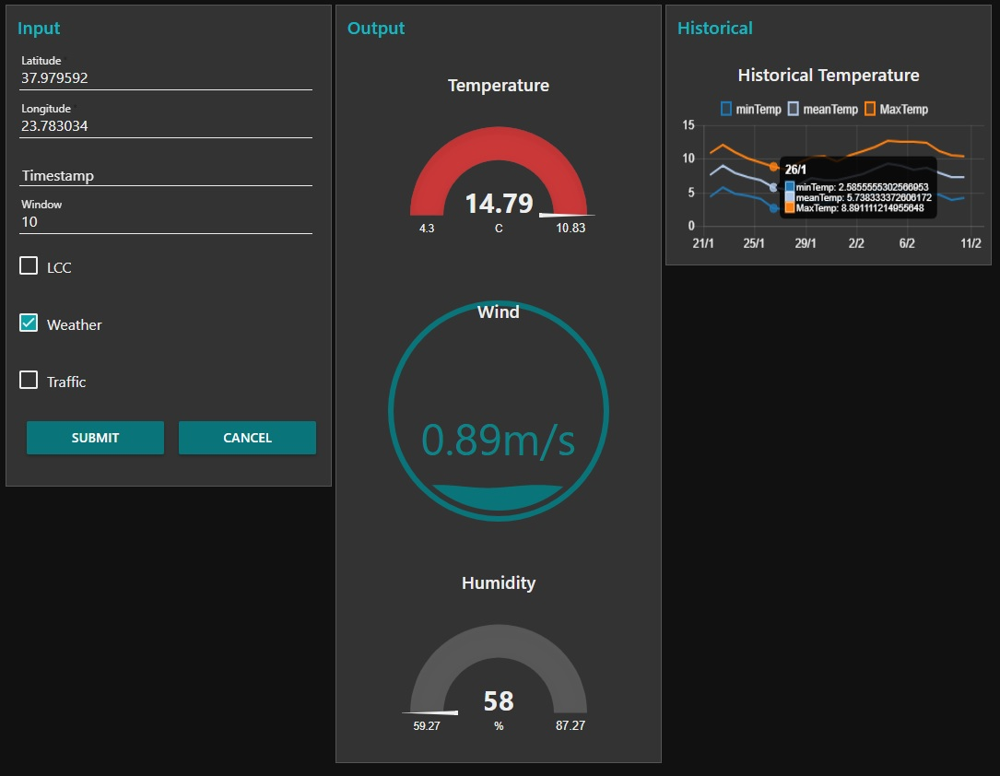 Input
Latitude
37.979592
Longitude
23.783034
Timestamp
Window
10
LCC
Weather
Traffic
SUBMIT CANCEL
Output
Temperature
14.79
4.3 C 10.83
Wind
0.89m/s
Humidity
58
59.27 % 87.27
Historical
Historical Temperature
minTemp meanTemp MaxTemp
15
10
5
0
26/1
minTemp: 2.5855555302566953
meanTemp: 5.738333372606172
MaxTemp: 8.891111214955648
21/1 25/1 29/1 2/2 6/2 11/2